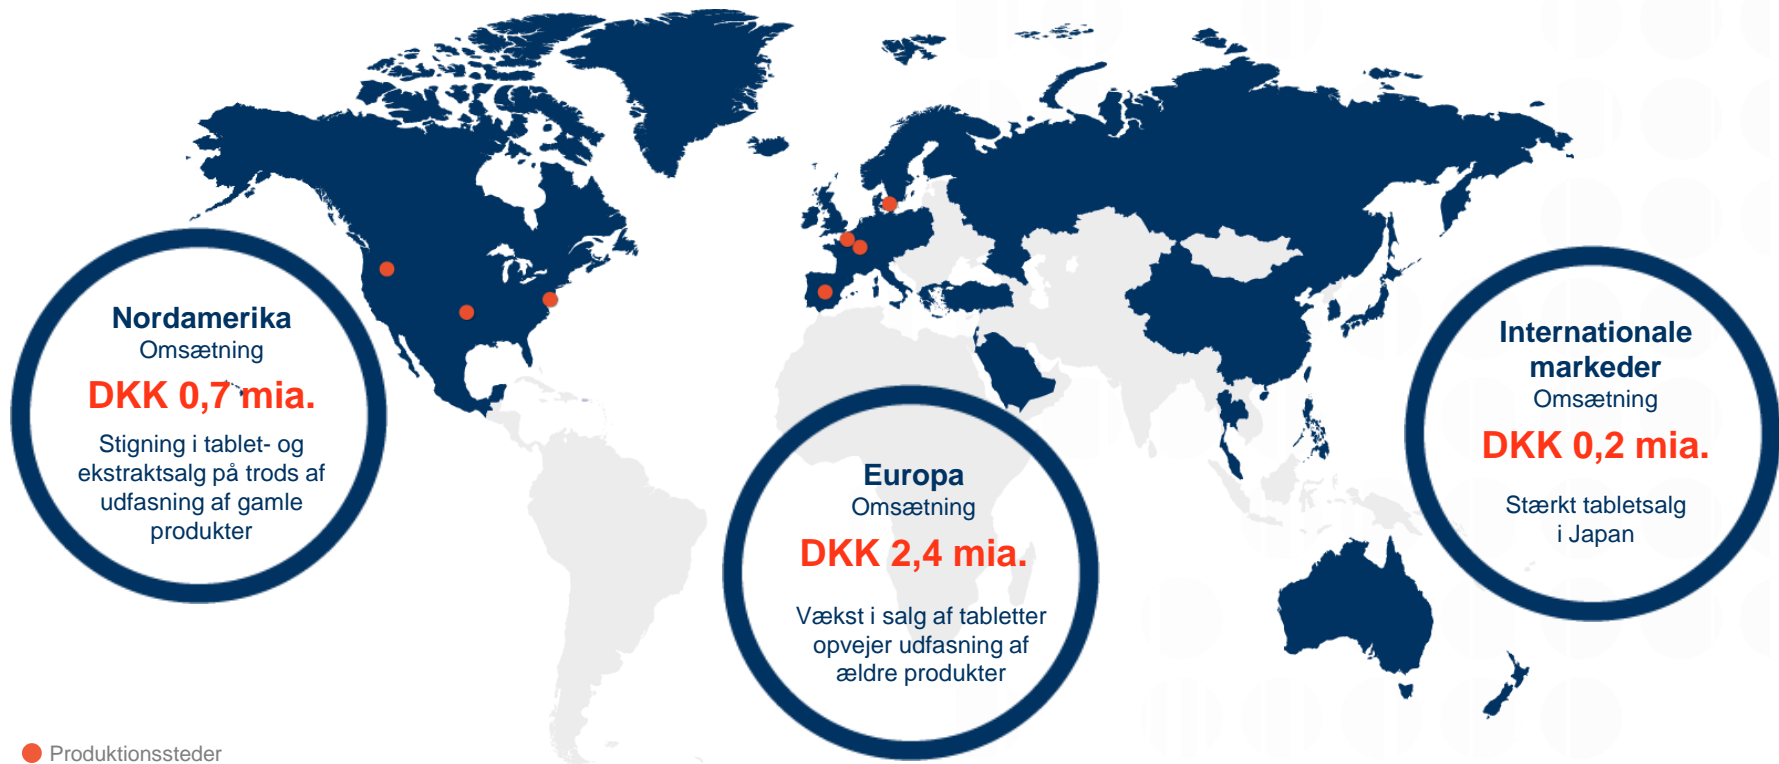 Nordamerika
Omsætning
DKK 0,7 mia.
Stigning i tablet- og
ekstraktsalg på trods af
udfasning af gamle
produkter
Europa
Omsætning
DKK 2,4 mia.
Vækst i salg af tabletter
opvejer udfasning af
ældre produkter
Internationale
markeder
Omsætning
DKK 0,2 mia.
Stærkt tabletsalg
i Japan
Produktionssteder